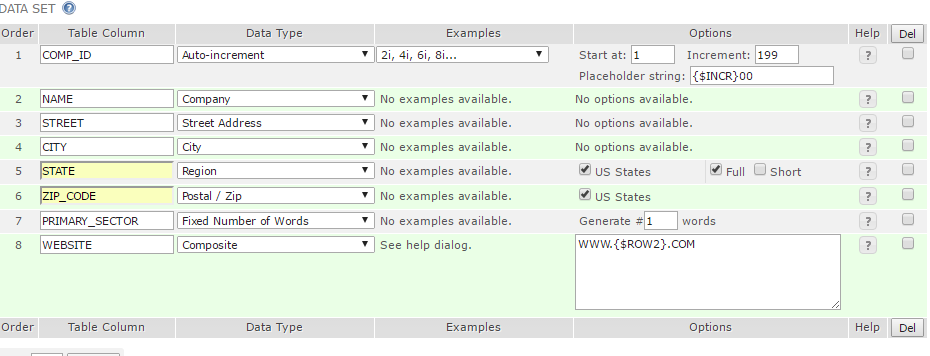 DATA SET ?
Order Table Column Data Type Examples Options Help Del
1 COMP_ID Auto-increment 2i, 4i, 6i, 8i... Start at: 1 Increment: 199 ?
Placeholder string: {$INCR}00
2 NAME Company No examples available. No options available. ?
3 STREET Street Address No examples available. No options available. ?
4 CITY City No examples available. No options available. ?
5 STATE Region No examples available. US States Full Short ?
6 ZIP_CODE Postal / Zip No examples available. US States ?
7 PRIMARY_SECTOR Fixed Number of Words No examples available. Generate # 1 words ?
8 WEBSITE Composite See help dialog. WWW.{$ROW2}.COM ?
Order Table Column Data Type Examples Options Help Del